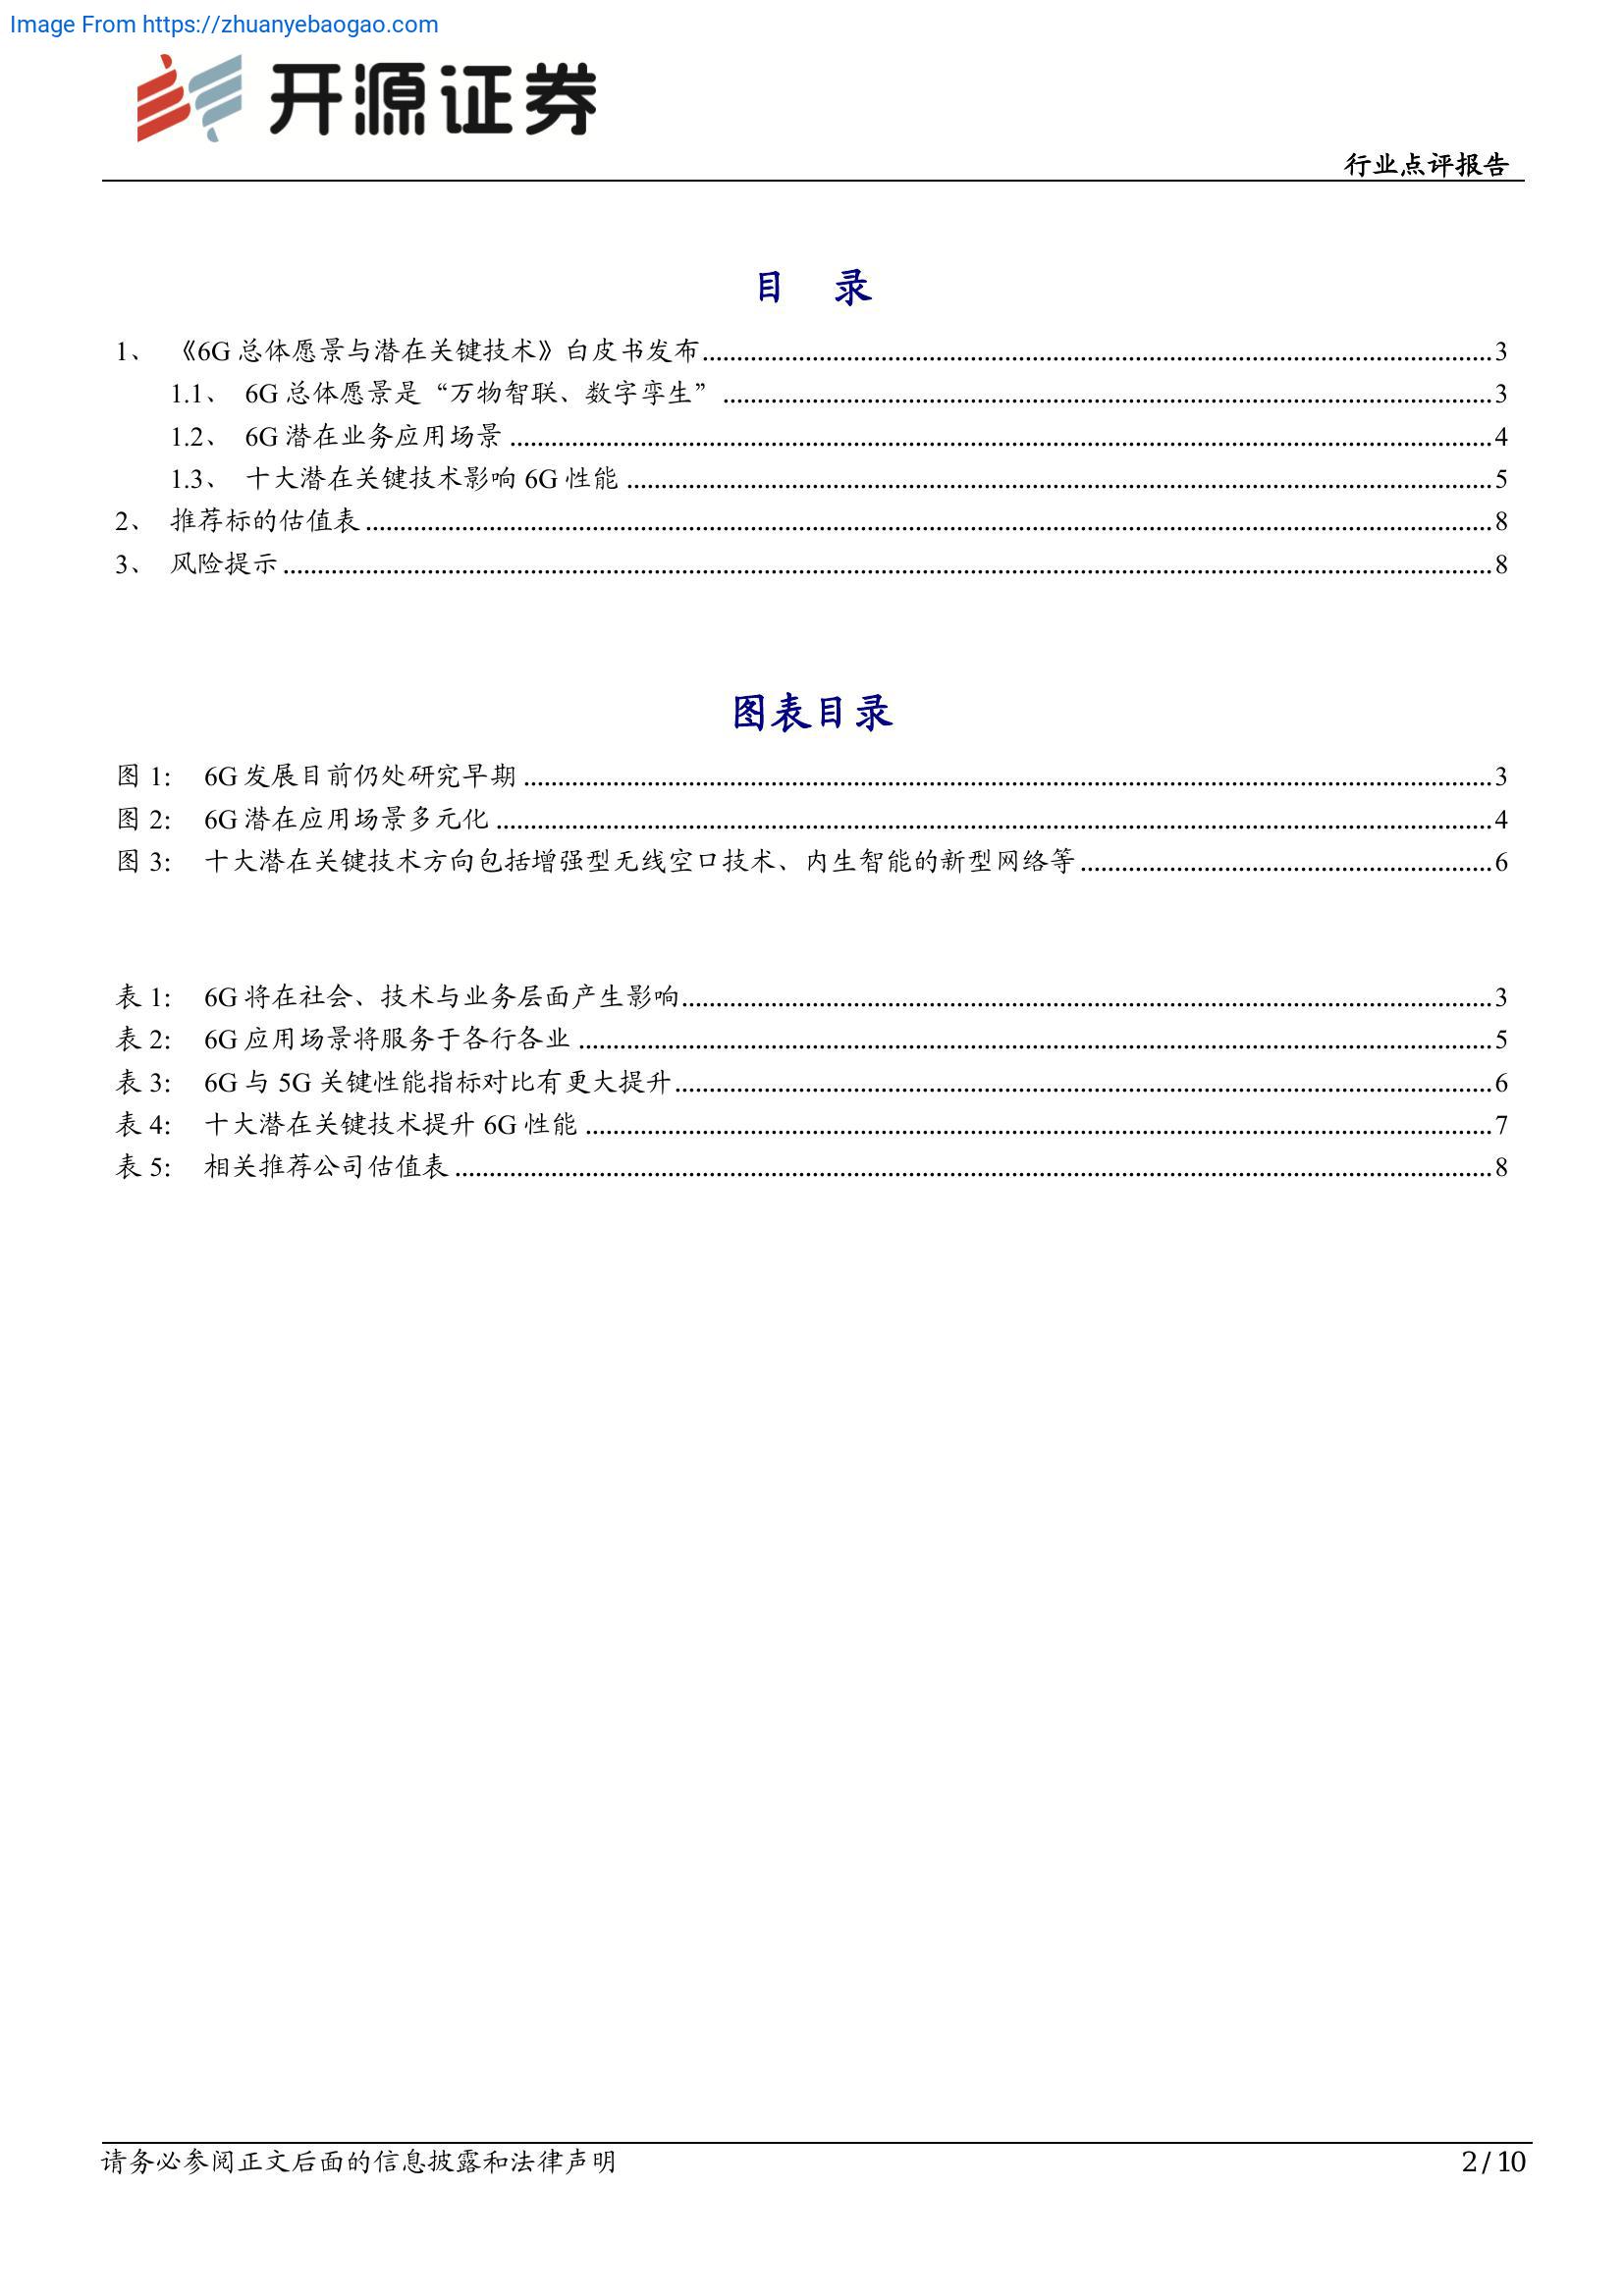 Image From https://zhuanyebaogao.com
开源证券
行业点评报告
目 录
1、 《6G 总体愿景与潜在关键技术》白皮书发布 3
1.1、 6G 总体愿景是“万物智联、数字孪生” 3
1.2、 6G 潜在业务应用场景 4
1.3、 十大潜在关键技术影响 6G 性能 5
2、 推荐标的估值表 8
3、 风险提示 8
图表目录
图 1: 6G 发展目前仍处研究早期 3
图 2: 6G 潜在应用场景多元化 4
图 3: 十大潜在关键技术方向包括增强型无线空口技术、内生智能的新型网络等 6
表 1: 6G 将在社会、技术与业务层面产生影响 3
表 2: 6G 应用场景将服务于各行各业 5
表 3: 6G 与 5G 关键性能指标对比有更大提升 6
表 4: 十大潜在关键技术提升 6G 性能 7
表 5: 相关推荐公司估值表 8
请务必参阅正文后面的信息披露和法律声明
2 / 10